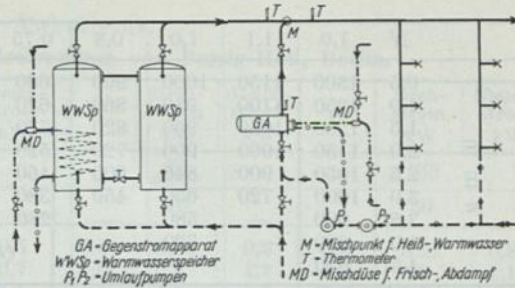 T T
M
WWSp WWSp
MD
T
GA
MD
P₁ P₂
GA - Gegenstromapparat
WWSp - Warmwasserspeicher
P₁ P₂ - Umlaufpumpen
M - Mischpunkt f. Heiß-, Warmwasser
T - Thermometer
MD - Mischdüse f. Frisch-, Abdampf